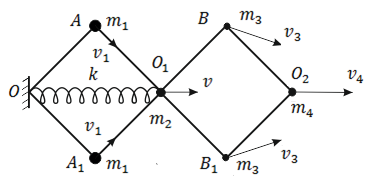 A m₁
B m₃
v₁
v₃
k
O₁
O₂
v₄
O
v
v₁
m₂
m₄
v₃
A₁ m₁
B₁ m₃